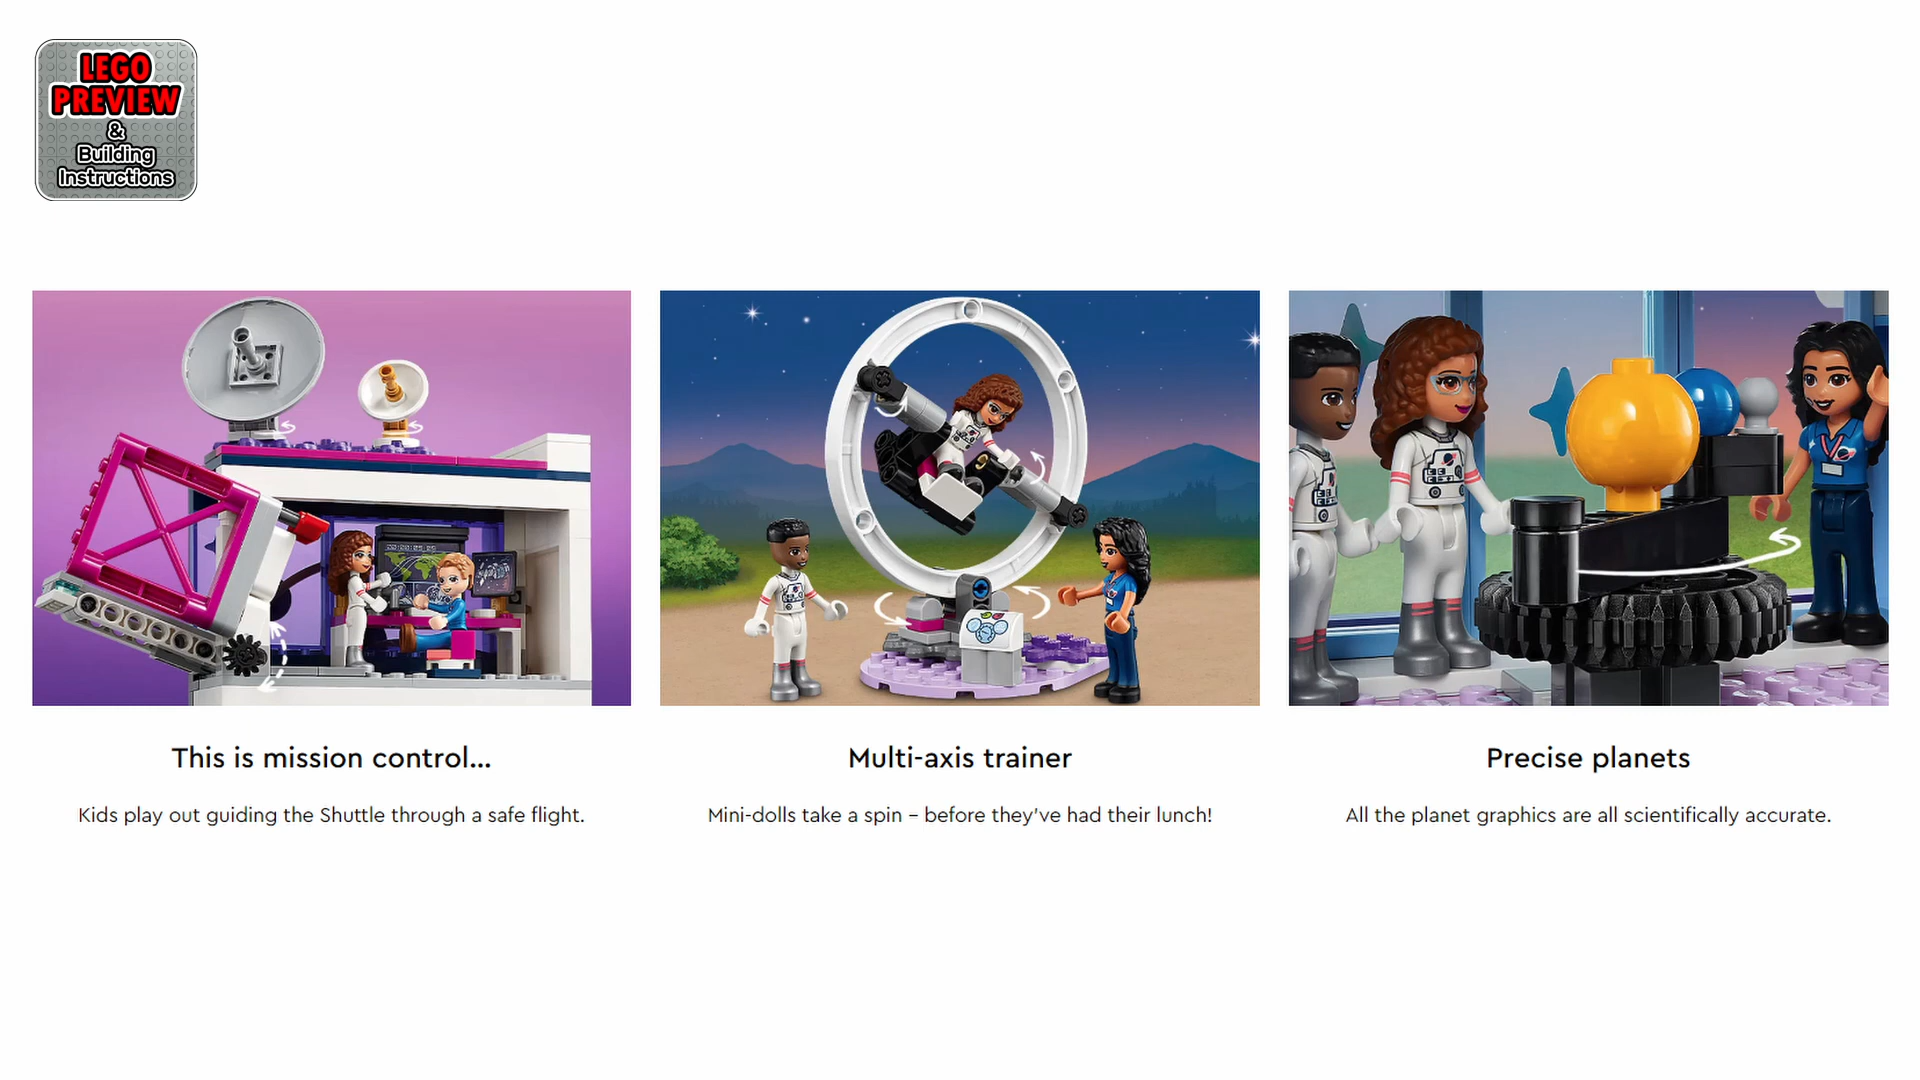 LEGO
PREVIEW
&
Building
Instructions
This is mission control...
Multi-axis trainer
Precise planets
Kids play out guiding the Shuttle through a safe flight.
Mini-dolls take a spin – before they've had their lunch!
All the planet graphics are all scientifically accurate.